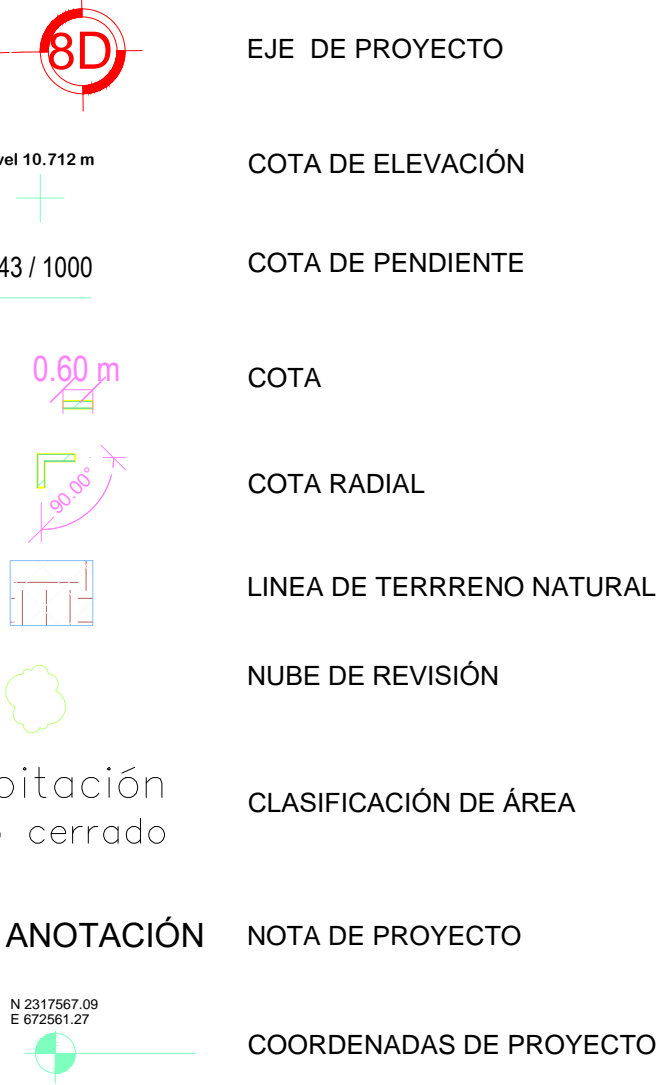 8D EJE DE PROYECTO
vel 10.712 m COTA DE ELEVACIÓN
43 / 1000 COTA DE PENDIENTE
0.60 m COTA
90.00° COTA RADIAL
LINEA DE TERRRENO NATURAL
NUBE DE REVISIÓN
bitación
cerrado
CLASIFICACIÓN DE ÁREA
ANOTACIÓN NOTA DE PROYECTO
N 2317567.09
E 672561.27
COORDENADAS DE PROYECTO